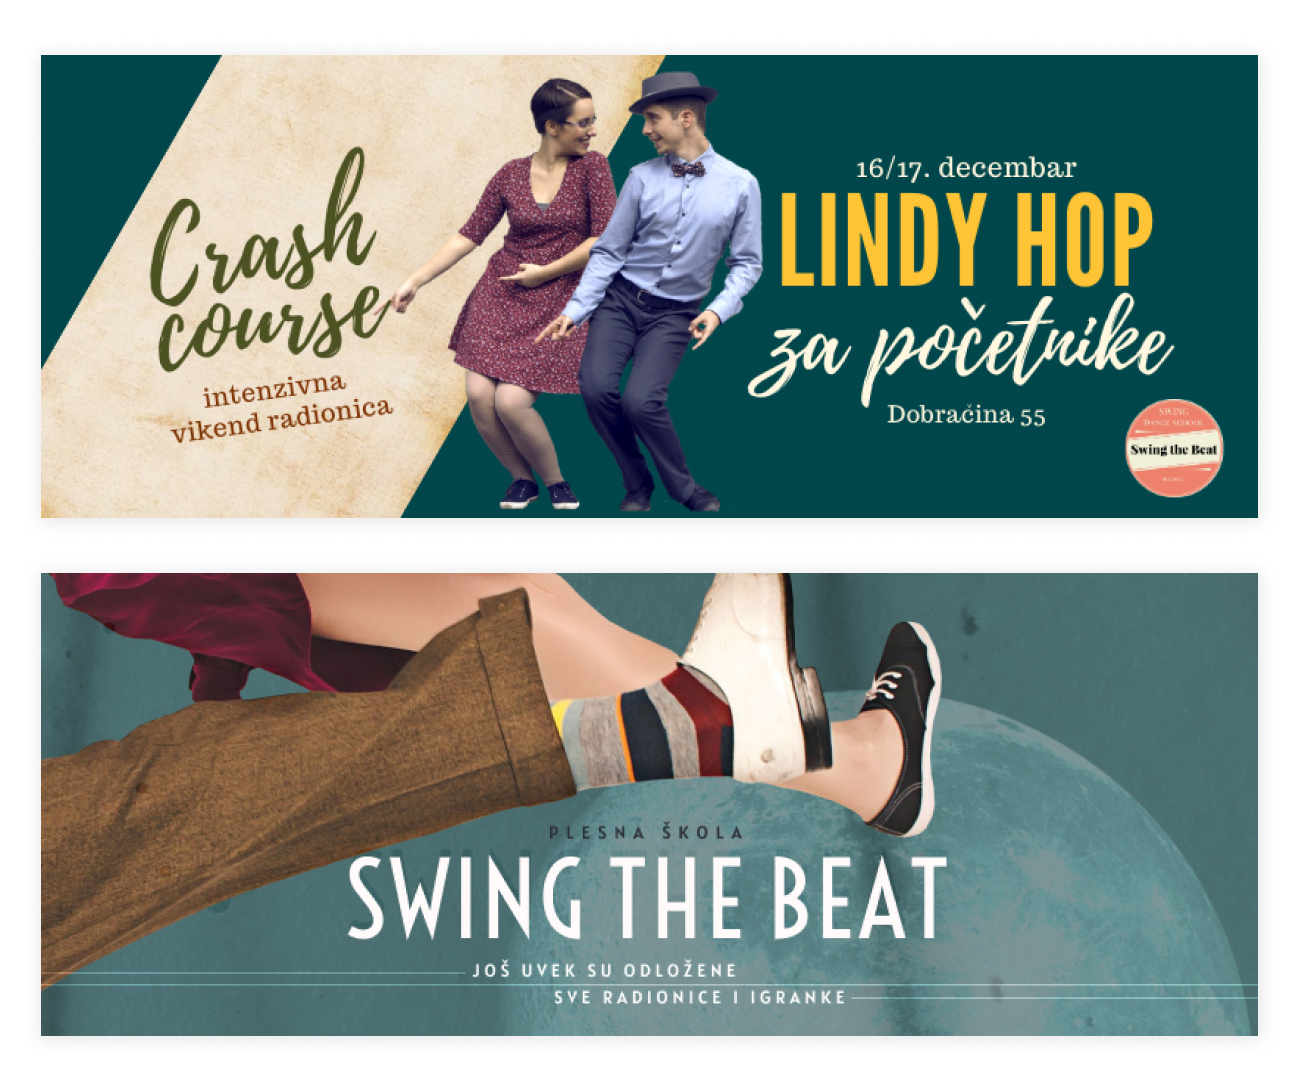 Crash
course
intenzivna
vikend radionica
16/17. decembar
LINDY HOP
za početnike
Dobračina 55
SWING
DANCE SCHOOL
Swing the Beat
PLESNA ŠKOLA
SWING THE BEAT
JOŠ UVEK SU ODLOŽENE
SVE RADIONICE I IGRANKE